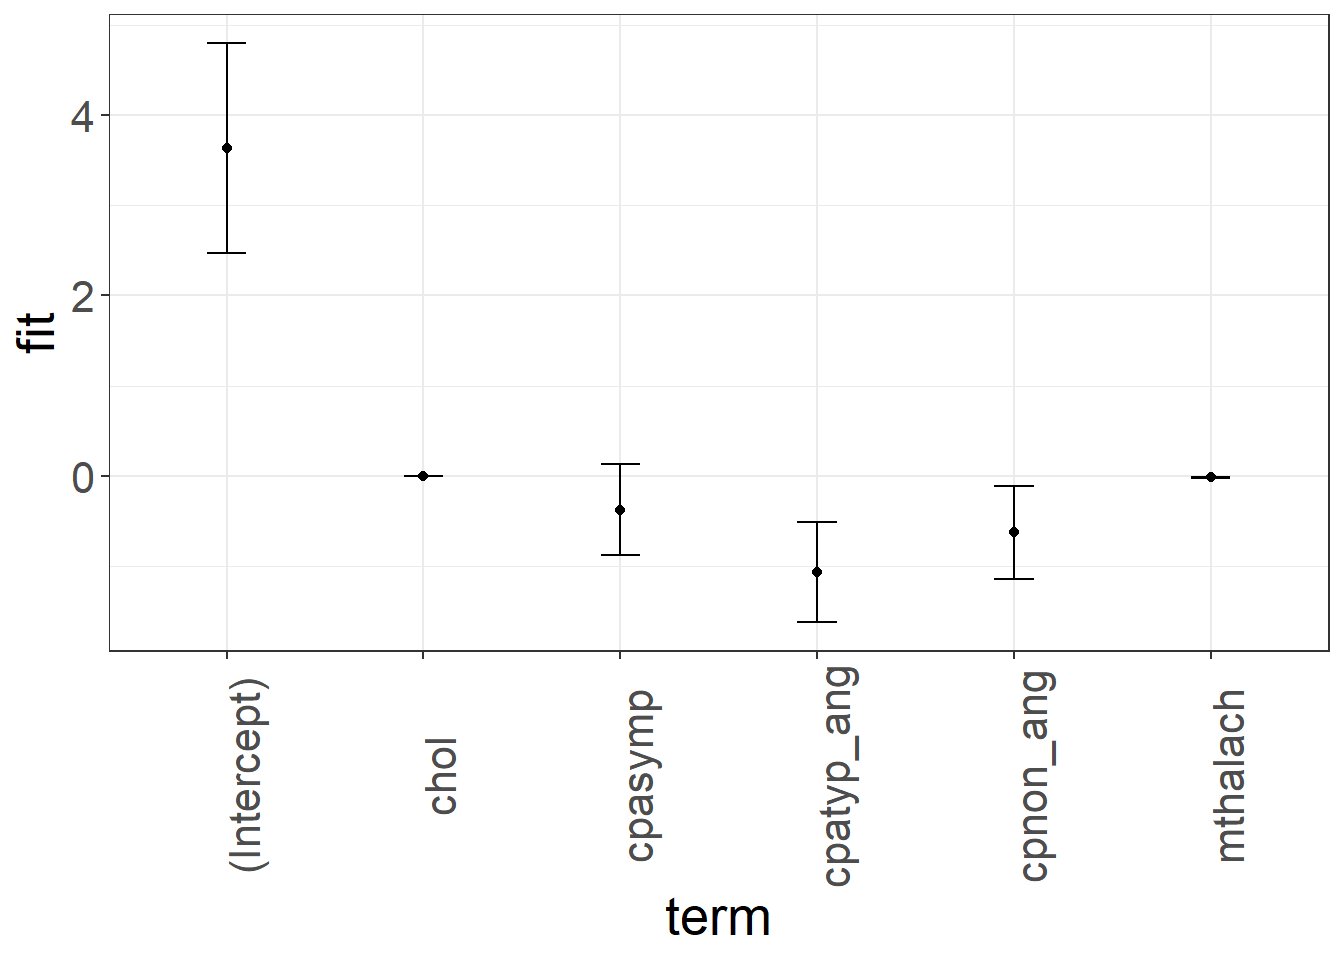 fit
4
2
0
(Intercept)
chol
cpasymp
cpatyp_ang
cpnon_ang
mthalach
term